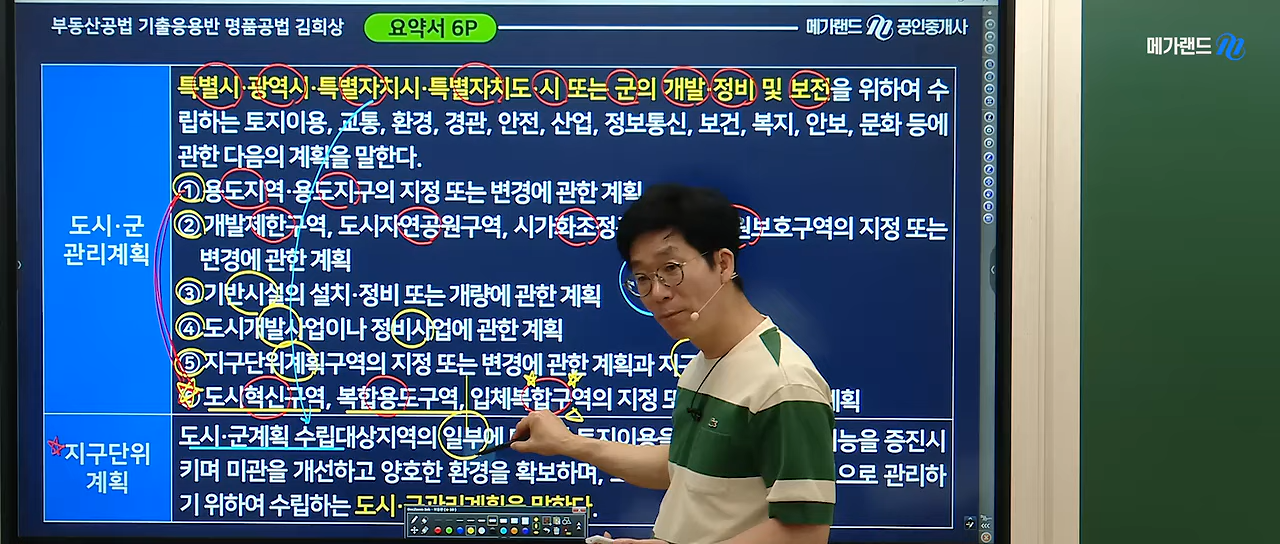 부동산공법 기출응용반 명품공법 김희상
요약서 6P
메가랜드 공인중개사
메가랜드
특별시·광역시·특별자치시·특별자치도·시 또는 군의 개발·정비 및 보전을 위하여 수
립하는 토지이용, 교통, 환경, 경관, 안전, 산업, 정보통신, 보건, 복지, 안보, 문화 등에
관한 다음의 계획을 말한다.
도시·군
관리계획
① 용도지역·용도지구의 지정 또는 변경에 관한 계획
② 개발제한구역, 도시자연공원구역, 시가화조정 보호구역의 지정 또는
변경에 관한 계획
③ 기반시설의 설치·정비 또는 개량에 관한 계획
④ 도시개발사업이나 정비사업에 관한 계획
⑤ 지구단위계획구역의 지정 또는 변경에 관한 계획과
도시혁신구역, 복합용도구역, 입체복합구역의 지정 계획
지구단위
계획
도시·군계획 수립대상지역의 일부에 토지이용을 증진시
키며 미관을 개선하고 양호한 환경을 확보하며, 으로 관리하
기 위하여 수립하는 도시·군관리계획을 말한다.